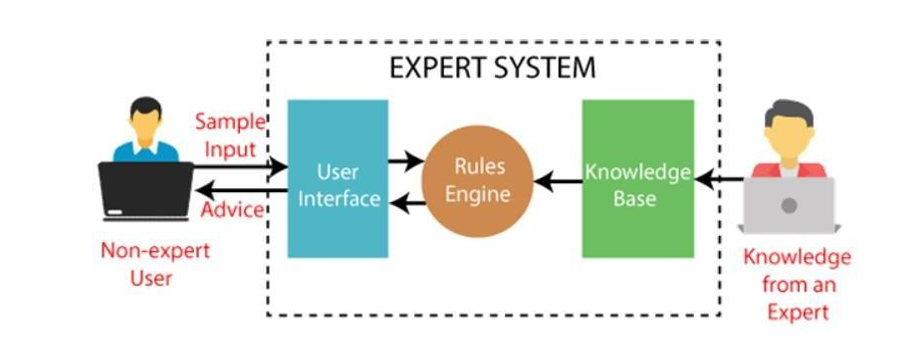 EXPERT SYSTEM
Sample
Input
Advice
Non-expert
User
User
Interface
Rules
Engine
Knowledge
Base
Knowledge
from an
Expert